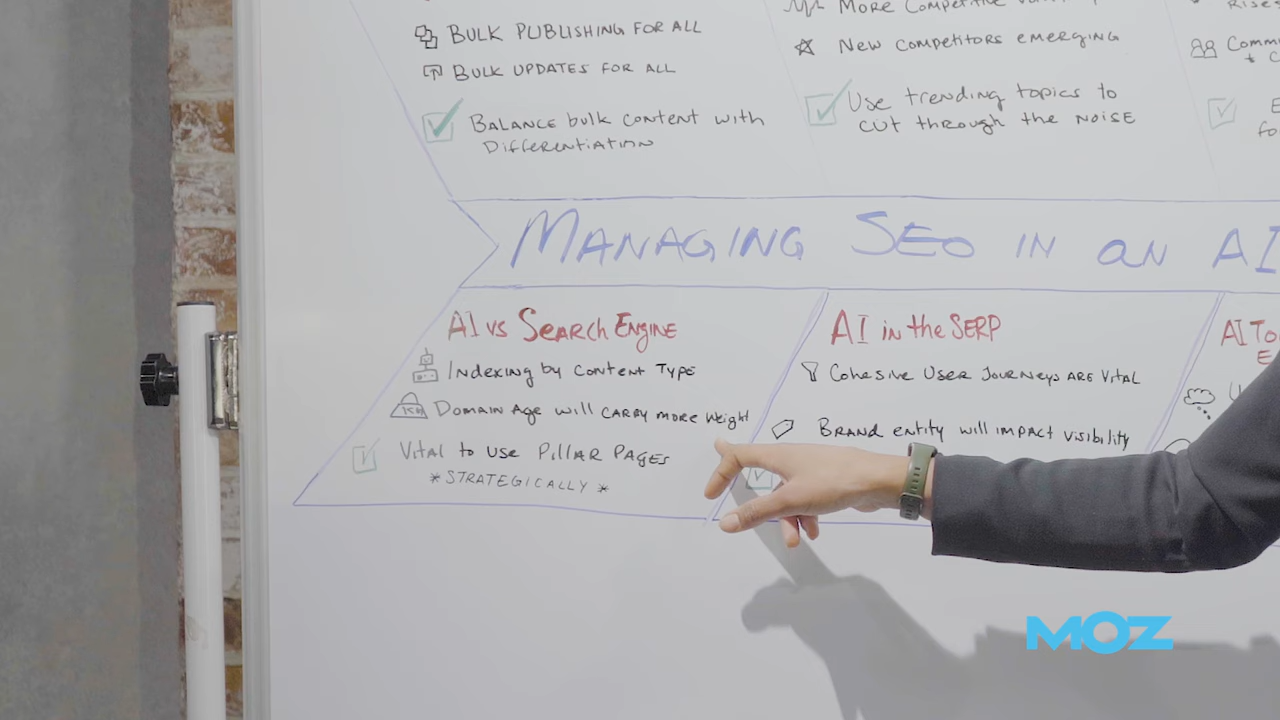 BULK PUBLISHING FOR ALL
BULK UPDATES FOR ALL
BALANCE bulk CONTENT WITH
DIFFERENTIATION
MORE COMPETITIVE
NEW COMPETITORS EMERGING
USE TRENDING TOPICS TO
CUT THROUGH THE NOISE
MANAGING SEO IN an AI
AI vs SEARCH ENGINE
Indexing by CONTENT TYPE
DOMAIN AGE will CARRY MORE Weight
VITAL TO USE PILLAR PAGES
*STRATEGICALLY*
AI in the SERP
COHESIVE USER JOURNEYS ARE VITAL
BRAND ENTITY WILL IMPACT VISIBILITY
MOZ